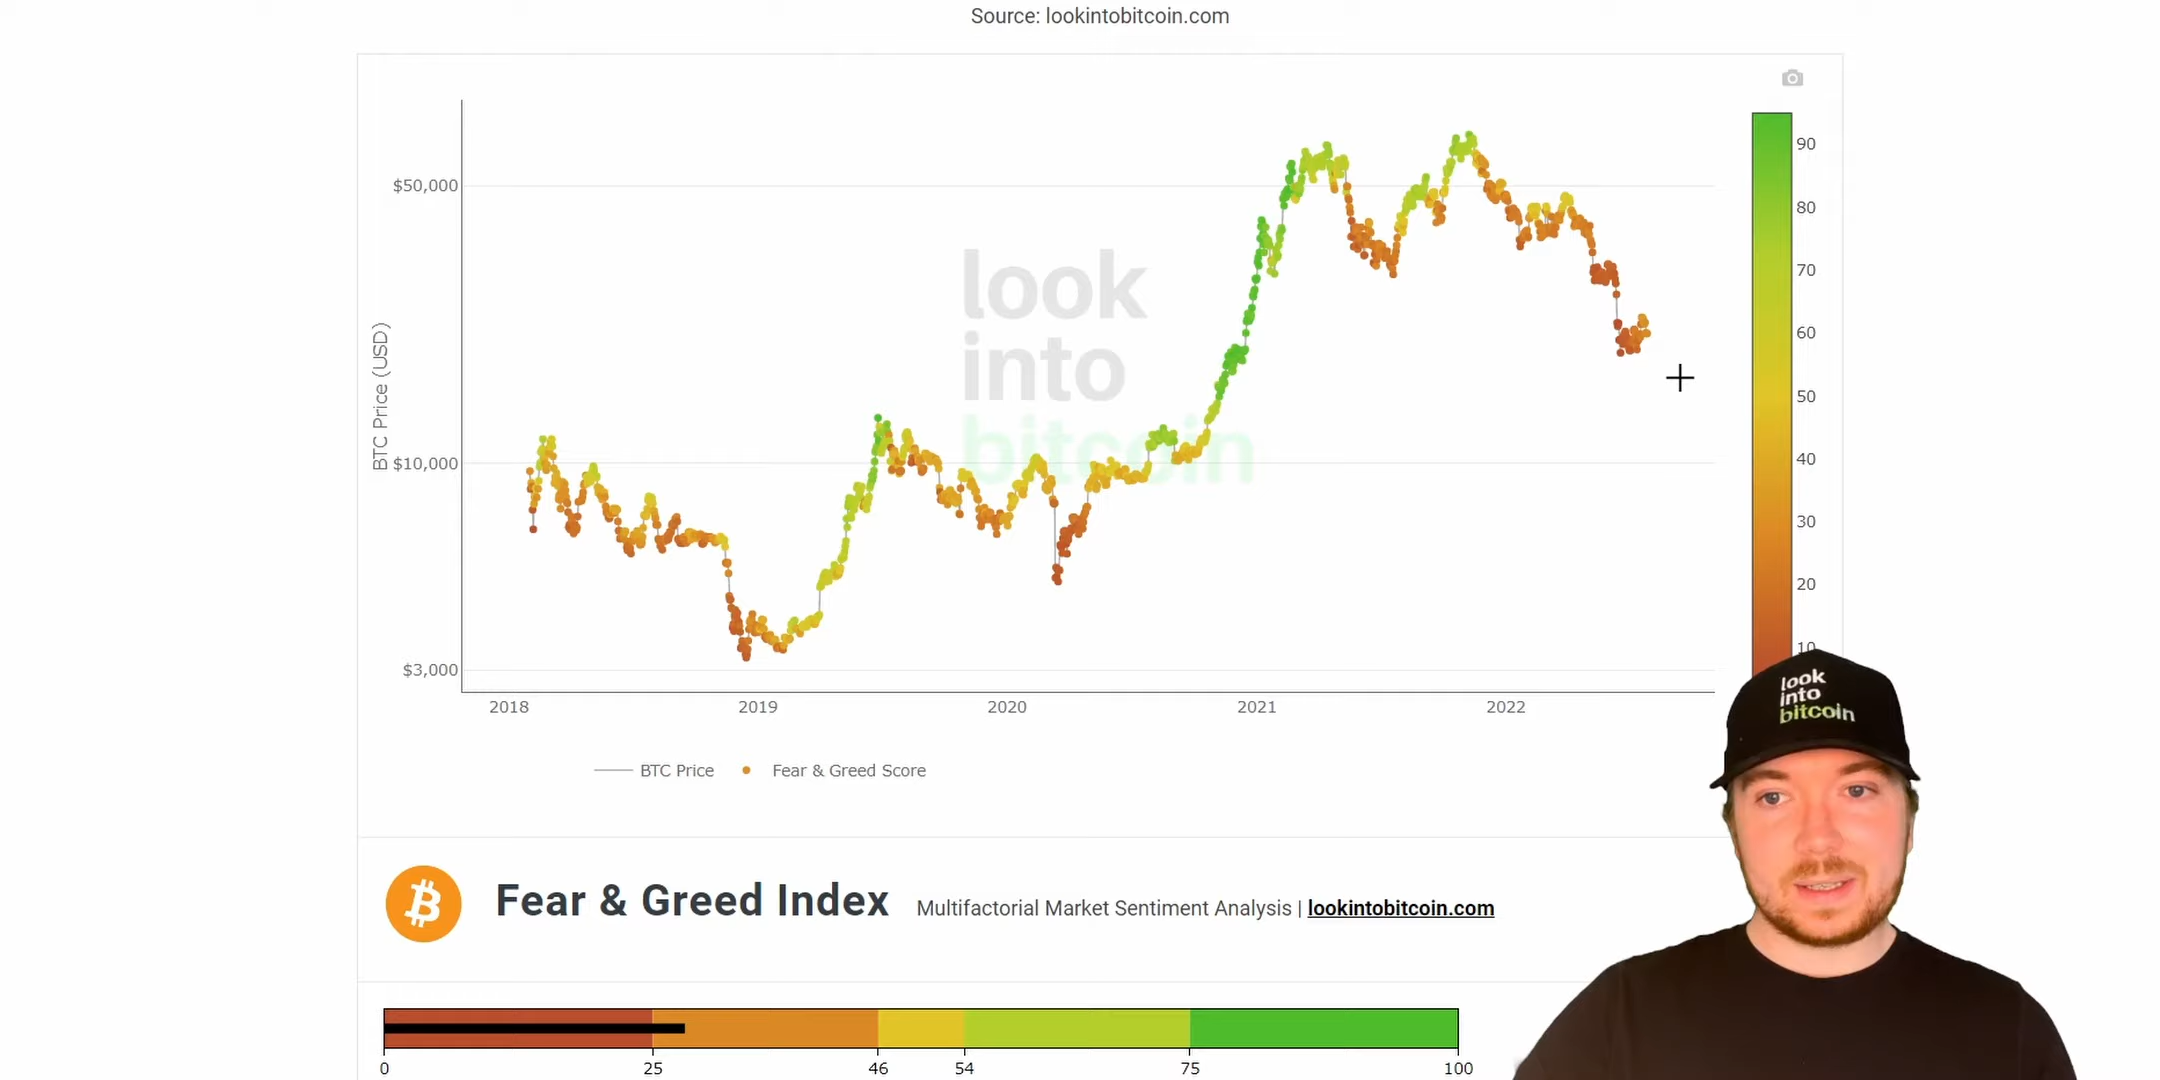 Source: lookintobitcoin.com
$50,000
$10,000
$3,000
BTC Price (USD)
look
into
bitcoin
90
80
70
60
50
40
30
20
10
2018 2019 2020 2021 2022
BTC Price Fear & Greed Score
look
into
bitcoin
Fear & Greed Index Multifactorial Market Sentiment Analysis | lookintobitcoin.com
0 25 46 54 75 100